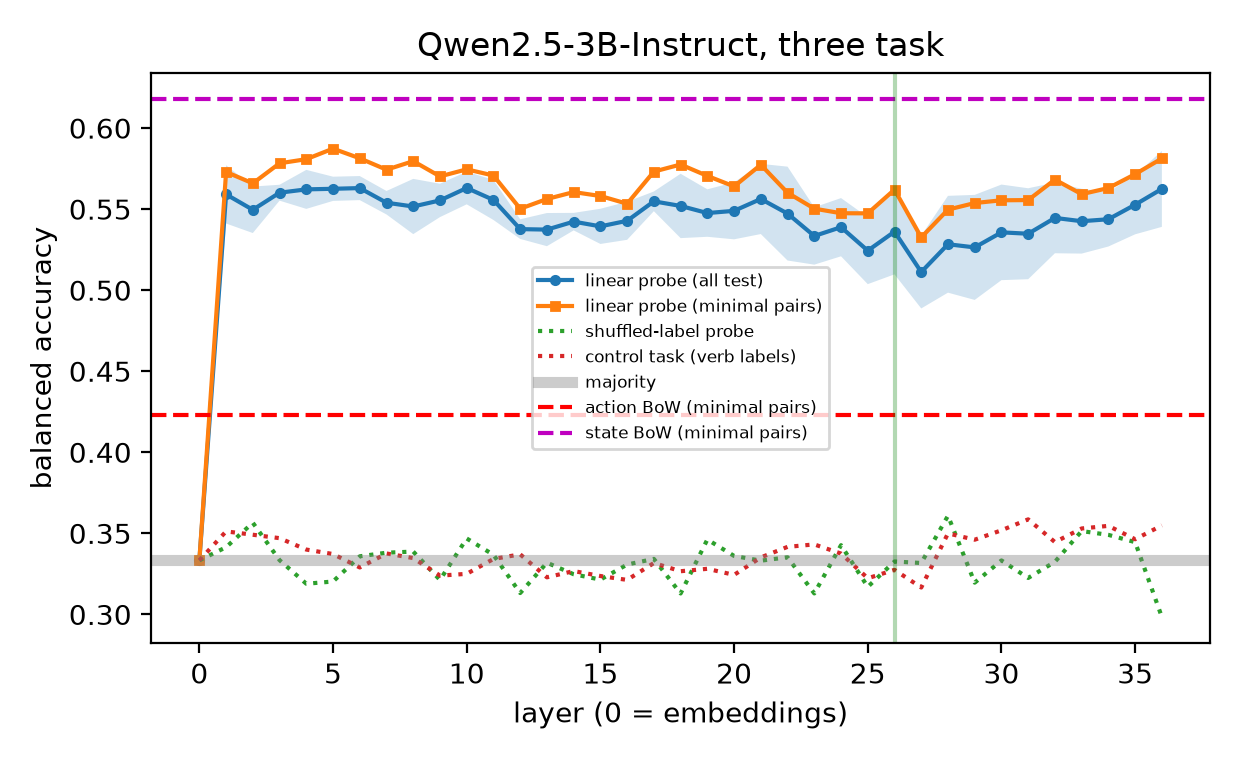 Qwen2.5-3B-Instruct, three task
balanced accuracy
0.60
0.55
0.50
0.45
0.40
0.35
0.30
linear probe (all test)
linear probe (minimal pairs)
shuffled-label probe
control task (verb labels)
majority
action BoW (minimal pairs)
state BoW (minimal pairs)
0 5 10 15 20 25 30 35
layer (0 = embeddings)